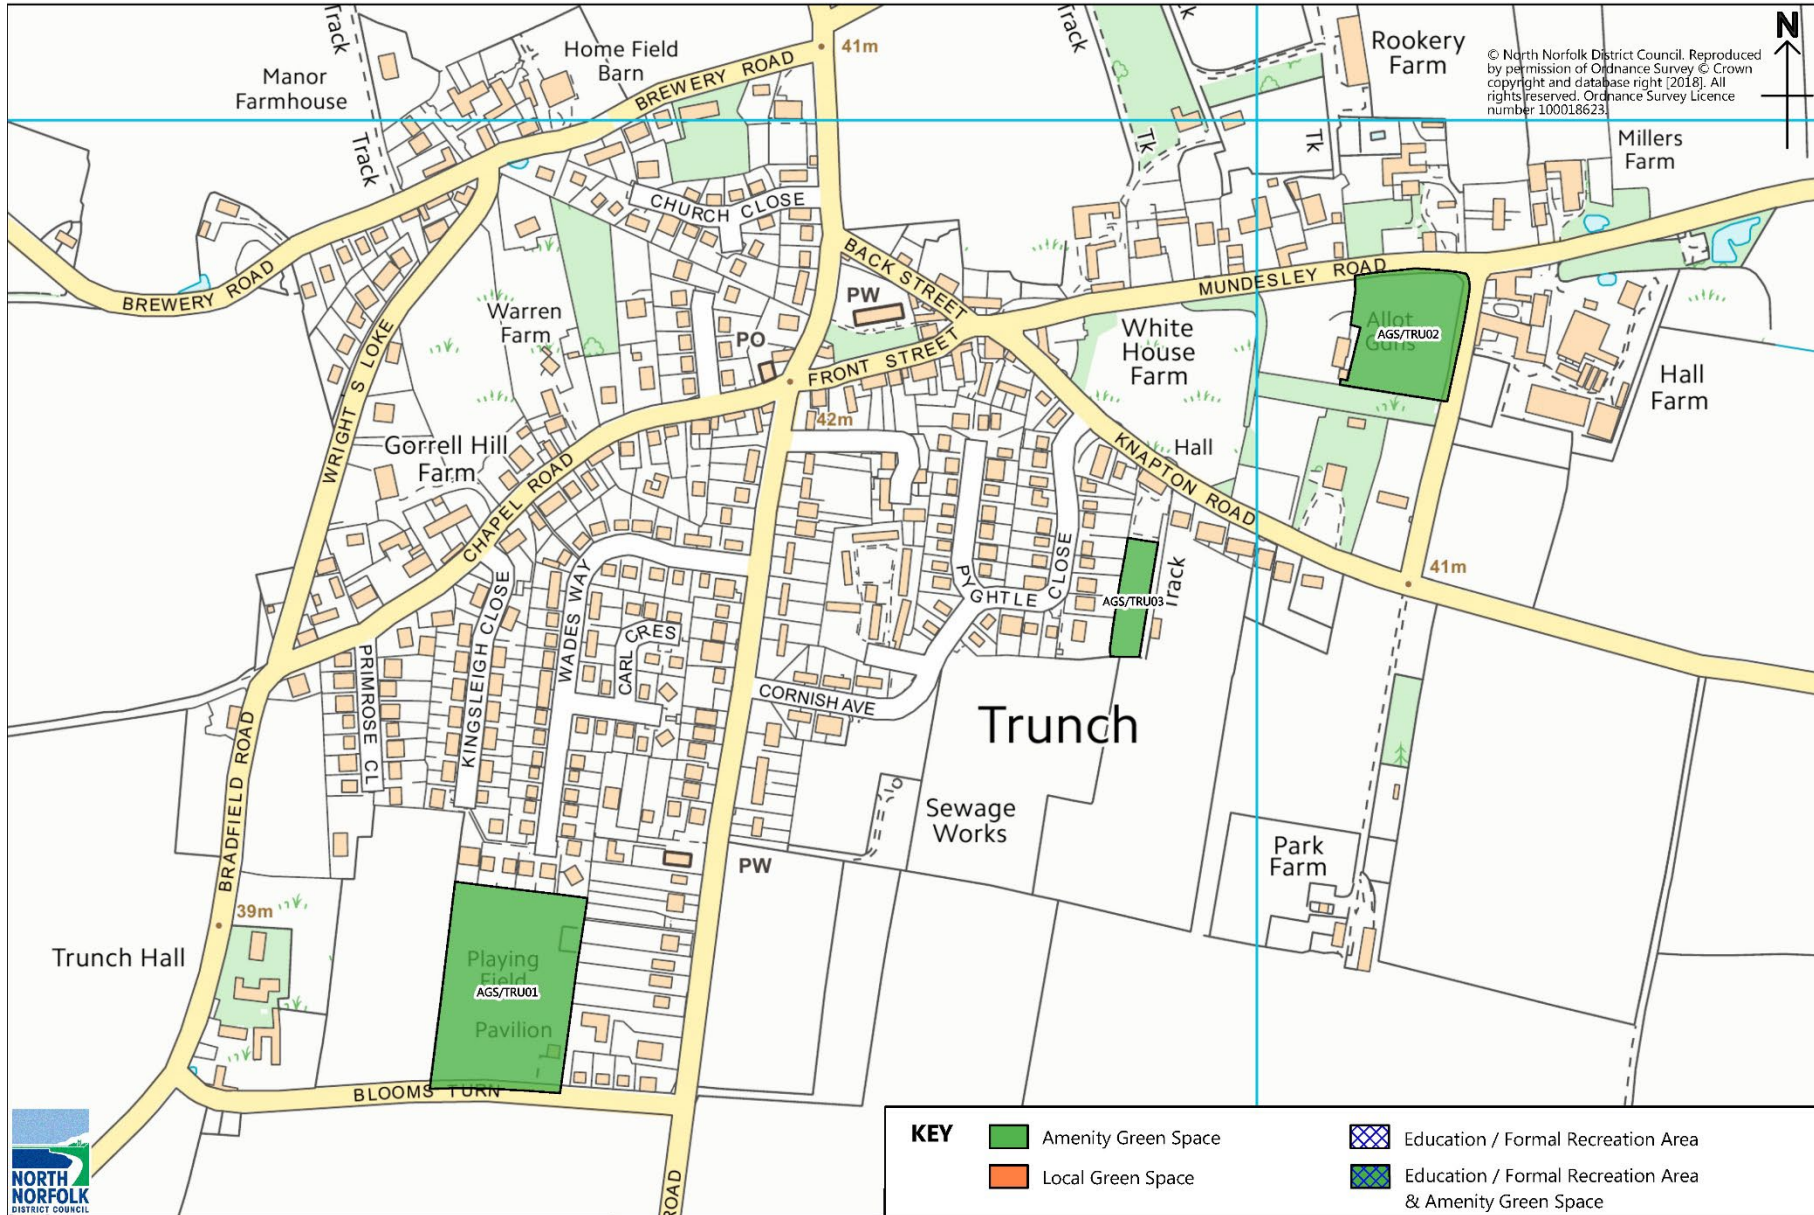 Track
Home Field
Barn
Manor
Farmhouse
BREWERY ROAD
41m
Track
Rookery
Farm
N
© North Norfolk District Council. Reproduced
by permission of Ordnance Survey © Crown
copyright and database right [2018]. All
rights reserved. Ordnance Survey Licence
number 100018623.
Track
Tk
Tk
Millers
Farm
CHURCH CLOSE
BREWERY ROAD
BACK STREET
MUNDESLEY ROAD
Warren
Farm
PW
PO
FRONT STREET
White
House
Farm
Allot
Gdns
AGS/TRU02
Hall
Farm
WRIGHT S LOKE
42m
Gorrell Hill
Farm
CHAPEL ROAD
KNAPTON ROAD
Hall
41m
PYGHTLE CLOSE
AGS/TRU03
Track
WADES WAY
CARL CRES
KINGSLEIGH CLOSE
PRIMROSE CL
CORNISH AVE
Trunch
BRADFIELD ROAD
Sewage
Works
PW
Park
Farm
39m
Trunch Hall
Playing
Field
AGS/TRU01
Pavilion
BLOOMS TURN
ROAD
NORTH
NORFOLK
DISTRICT COUNCIL
KEY
Amenity Green Space
Local Green Space
Education / Formal Recreation Area
Education / Formal Recreation Area
& Amenity Green Space